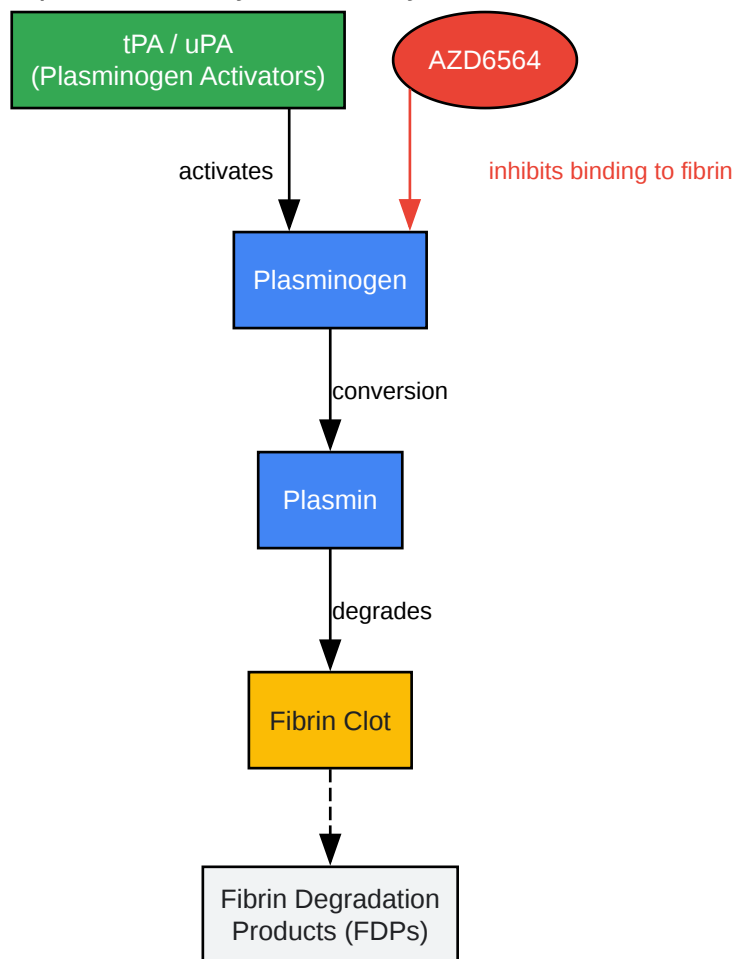 tPA / uPA
(Plasminogen Activators)
AZD6564
activates
inhibits binding to fibrin
Plasminogen
conversion
Plasmin
degrades
Fibrin Clot
Fibrin Degradation
Products (FDPs)